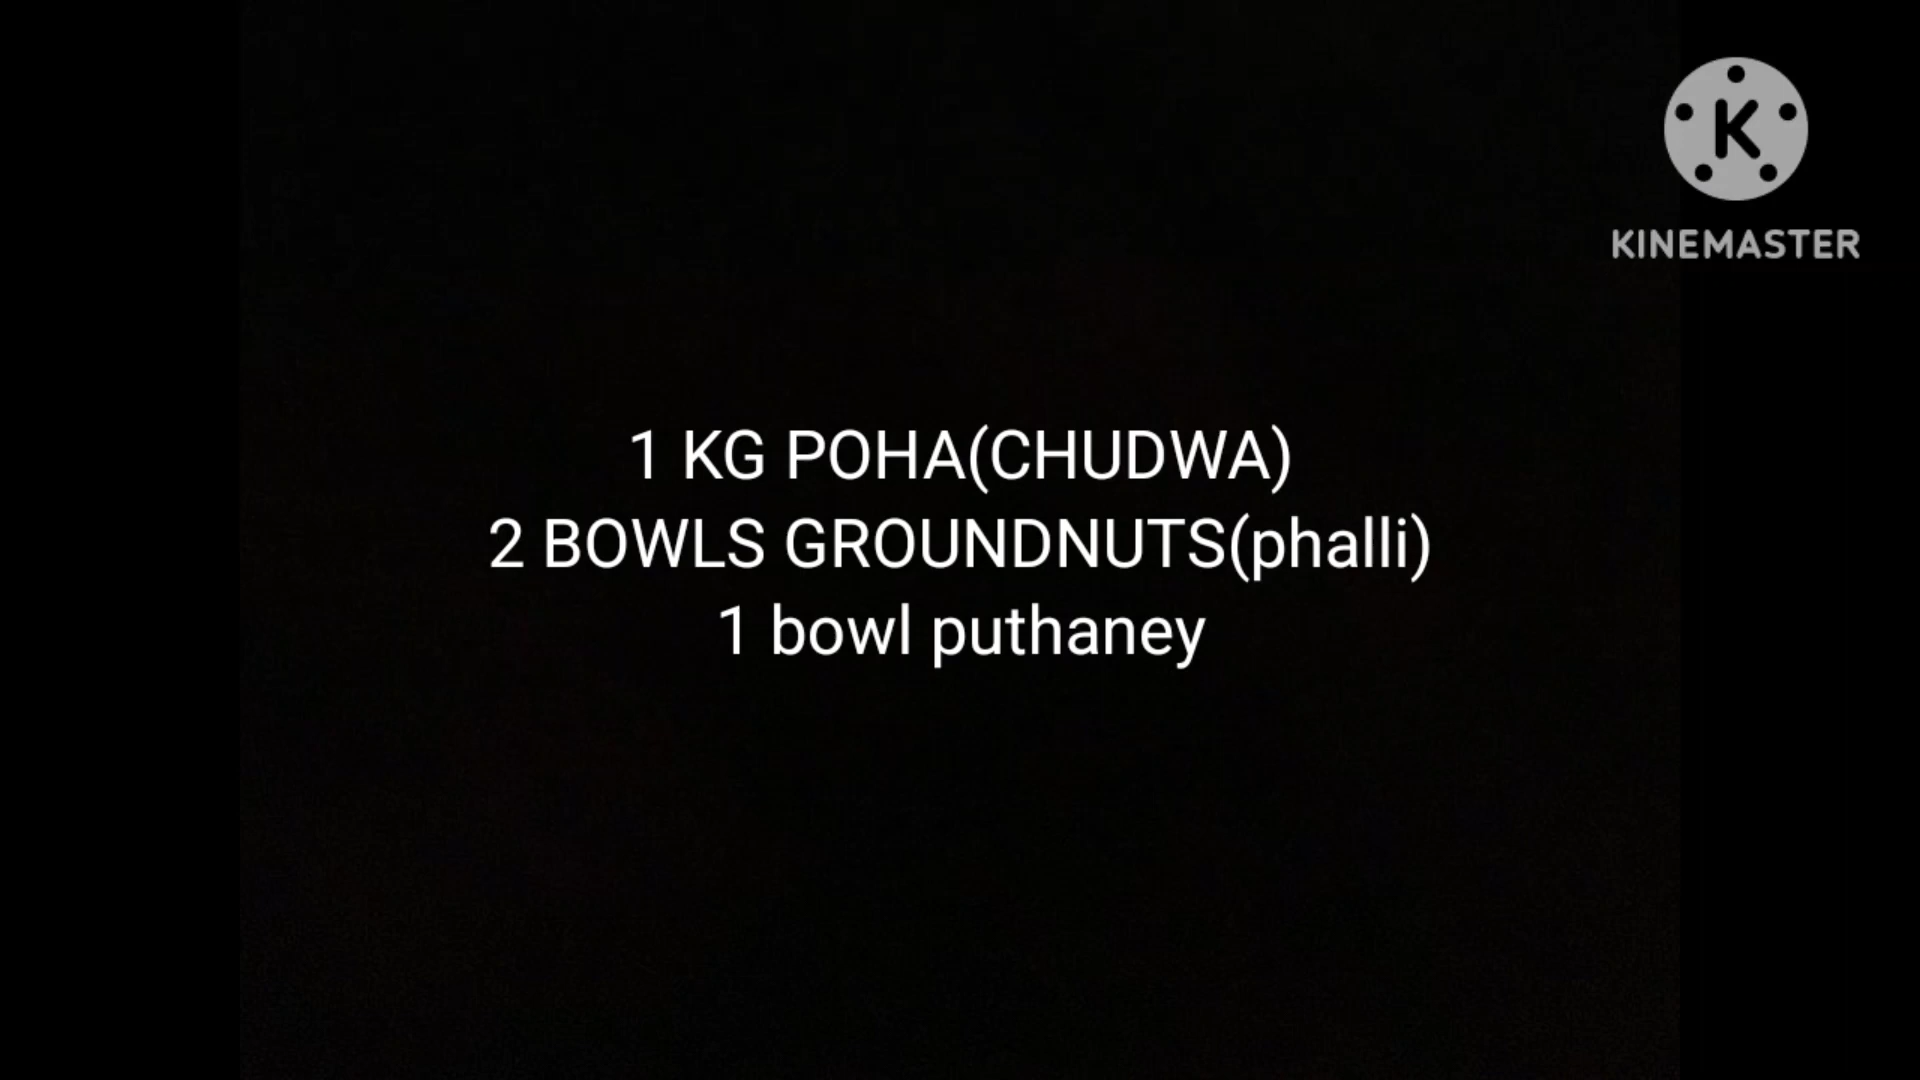 K
KINEMASTER
1 KG POHA(CHUDWA)
2 BOWLS GROUNDNUTS(phalli)
1 bowl puthaney